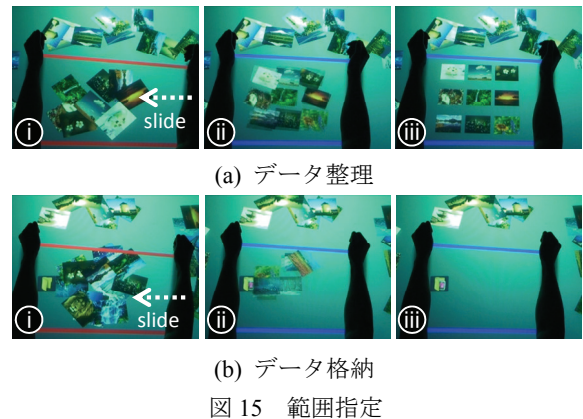 slide
ⓘ ⓘⓘ ⓘⓘⓘ
(a) データ整理
slide
ⓘ ⓘⓘ ⓘⓘⓘ
(b) データ格納
図 15 範囲指定